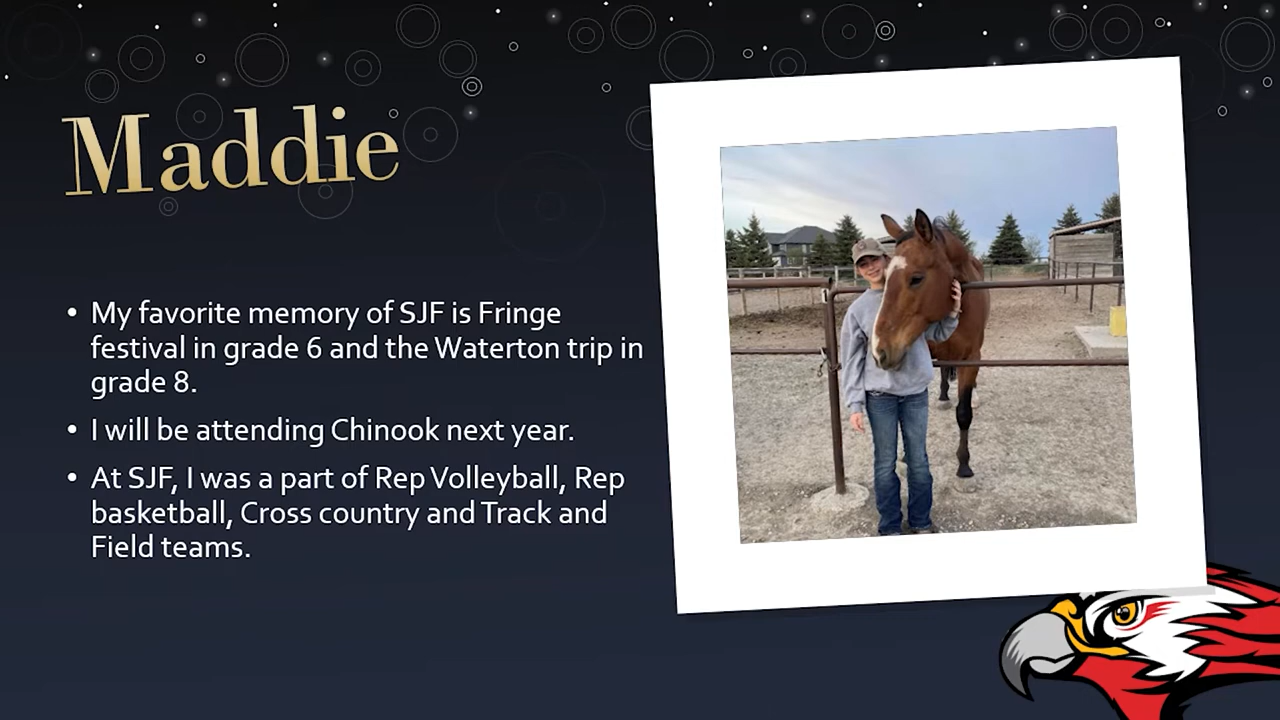 Maddie
• My favorite memory of SJF is Fringe
festival in grade 6 and the Waterton trip in
grade 8.
• I will be attending Chinook next year.
• At SJF, I was a part of Rep Volleyball, Rep
basketball, Cross country and Track and
Field teams.